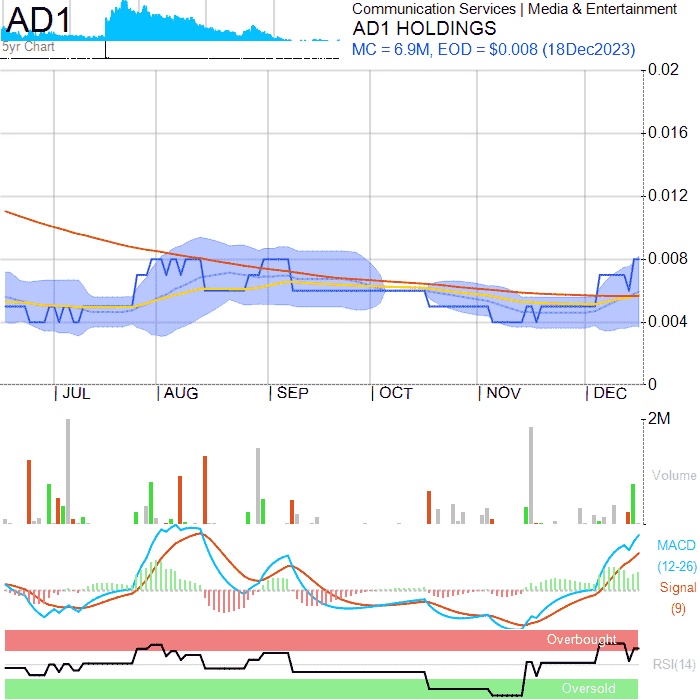 AD1
5yr Chart
Communication Services | Media & Entertainment
AD1 HOLDINGS
MC = 6.9M, EOD = $0.008 (18Dec2023)
0.02
0.016
0.012
0.008
0.004
0
JUL AUG SEP OCT NOV DEC
2M
Volume
MACD
(12-26)
Signal
(9)
Overbought
RSI(14)
Oversold